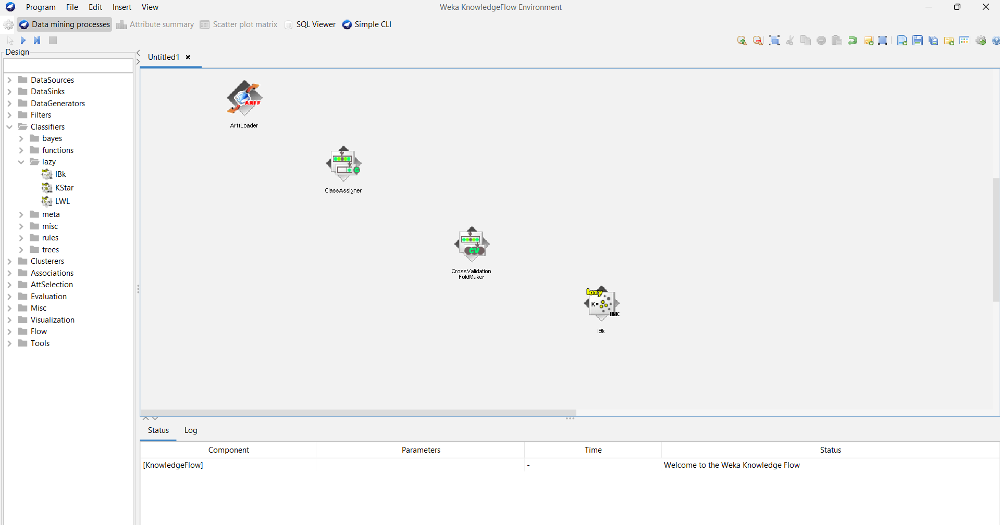 Program File Edit Insert View Weka KnowledgeFlow Environment
Data mining processes Attribute summary Scatter plot matrix SQL Viewer Simple CLI
Design
Untitled1
DataSources
DataSinks
DataGenerators
Filters
Classifiers
bayes
functions
lazy
IBk
KStar
LWL
meta
misc
rules
trees
Clusterers
Associations
AttSelection
Evaluation
Misc
Visualization
Flow
Tools
ARFF
ArffLoader
C
ClassAssigner
CV
CrossValidation
FoldMaker
lazy
K=
IBK
IBk
Status Log
Component Parameters Time Status
[KnowledgeFlow] - Welcome to the Weka Knowledge Flow